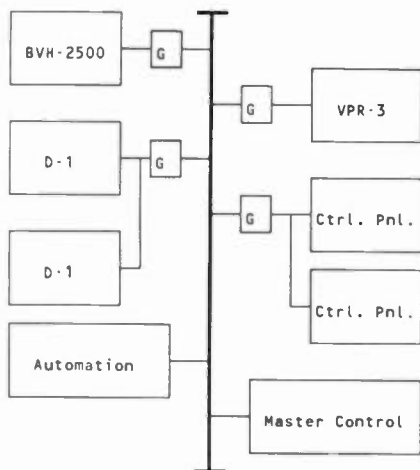 BVH-2500
G
G
VPR-3
D-1
G
G
Ctrl. Pnl.
D-1
Ctrl. Pnl.
Automation
Master Control